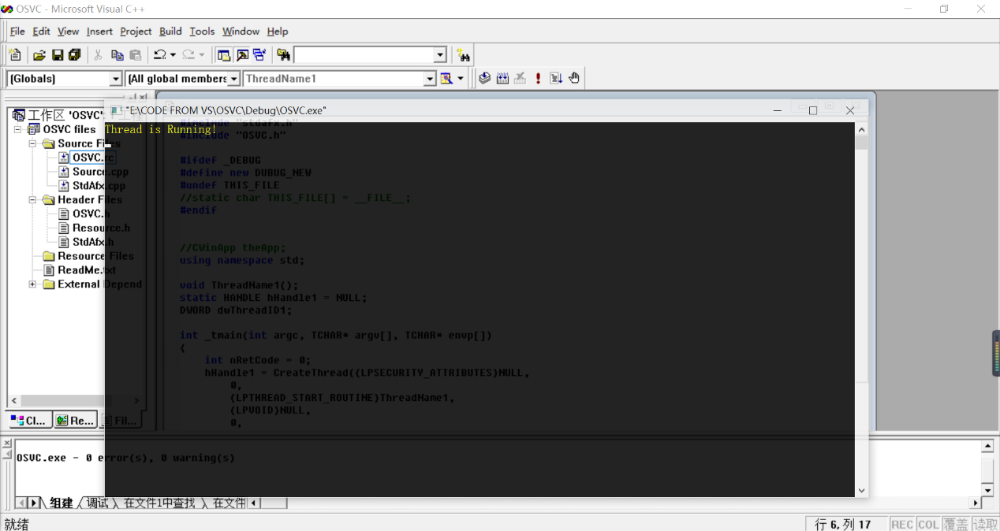 OSVC - Microsoft Visual C++
File Edit View Insert Project Build Tools Window Help
(Globals) (All global members ThreadName1
"E:\CODE FROM VS\OSVC\Debug\OSVC.exe"
Thread is Running!
工作区 'OSVC':
OSVC files
Source Files
OSVC.rc
Source.cpp
StdAfx.cpp
Header Files
OSVC.h
Resource.h
StdAfx.h
Resource Files
ReadMe.txt
External Depend
Cl... Re... Fil...
#include "stdafx.h"
#include "OSVC.h"
#ifdef _DEBUG
#define new DUBUG_NEW
#undef THIS_FILE
//static char THIS_FILE[] = __FILE__;
#endif
//CWinApp theApp;
using namespace std;
void ThreadName1();
static HANDLE hHandle1 = NULL;
DWORD dwThreadID1;
int _tmain(int argc, TCHAR* argv[], TCHAR* envp[])
{
int nRetCode = 0;
hHandle1 = CreateThread((LPSECURITY_ATTRIBUTES)NULL,
0,
(LPTHREAD_START_ROUTINE)ThreadName1,
(LPVOID)NULL,
0,
OSVC.exe - 0 error(s), 0 warning(s)
组建 调试 在文件1中查找 在文件
就绪 行 6, 列 17 REC COL 覆盖 读取